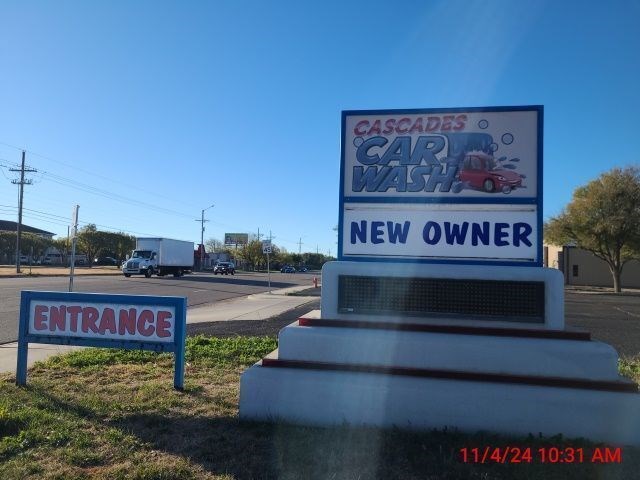 CASCADES
CAR
WASH
NEW OWNER
ENTRANCE
11/4/24 10:31 AM